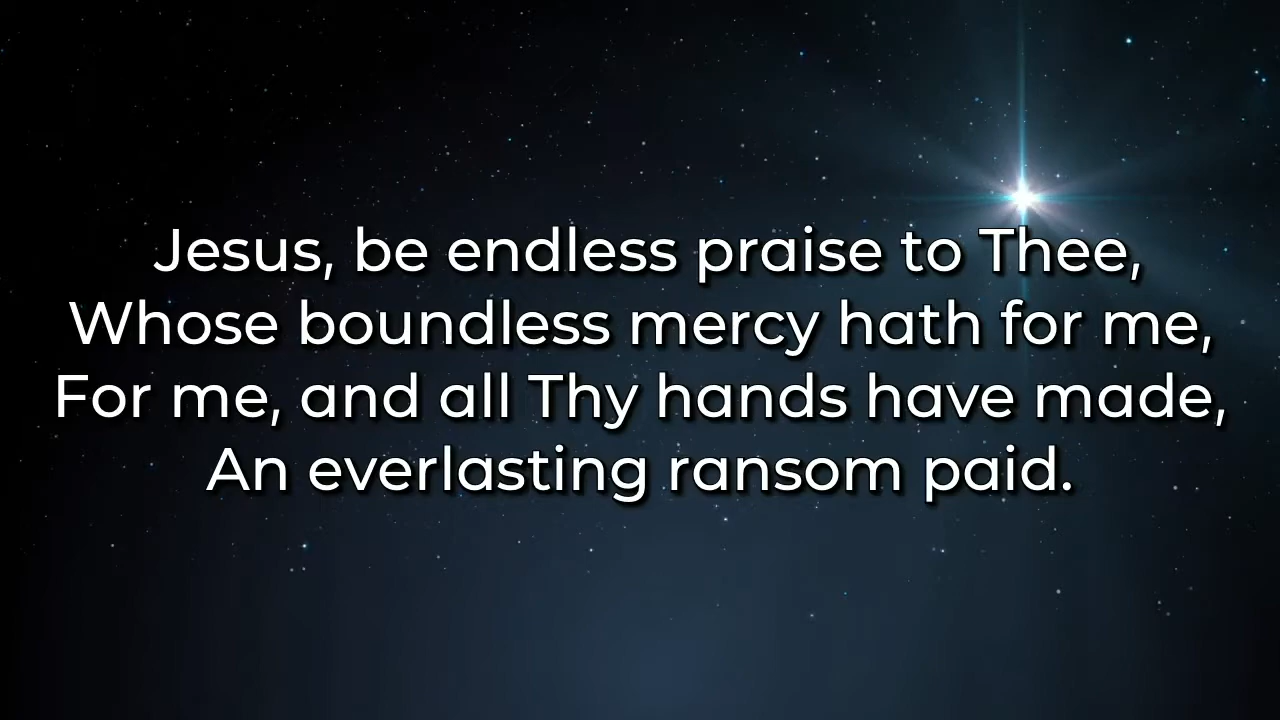 Jesus, be endless praise to Thee,
Whose boundless mercy hath for me,
For me, and all Thy hands have made,
An everlasting ransom paid.